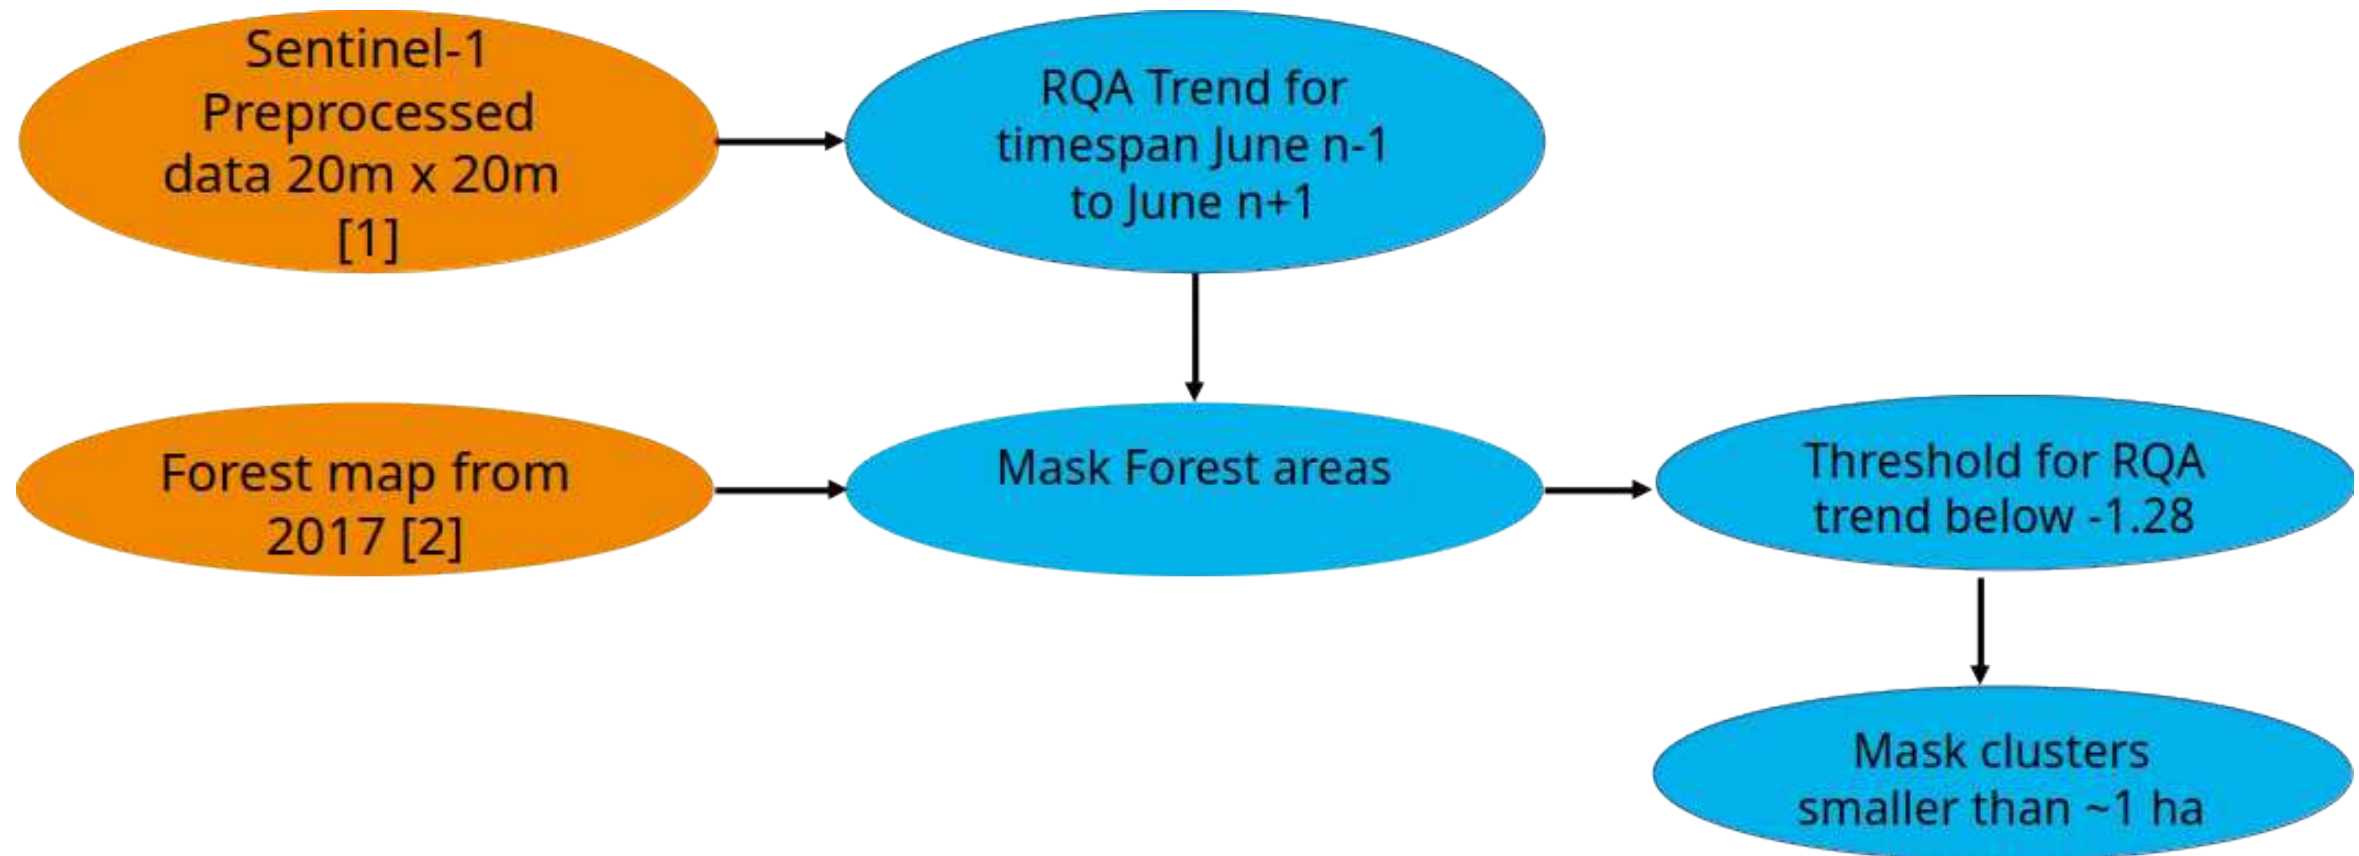 Sentinel-1
Preprocessed
data 20m x 20m
[1]
RQA Trend for
timespan June n-1
to June n+1
Forest map from
2017 [2]
Mask Forest areas
Threshold for RQA
trend below -1.28
Mask clusters
smaller than ~1 ha